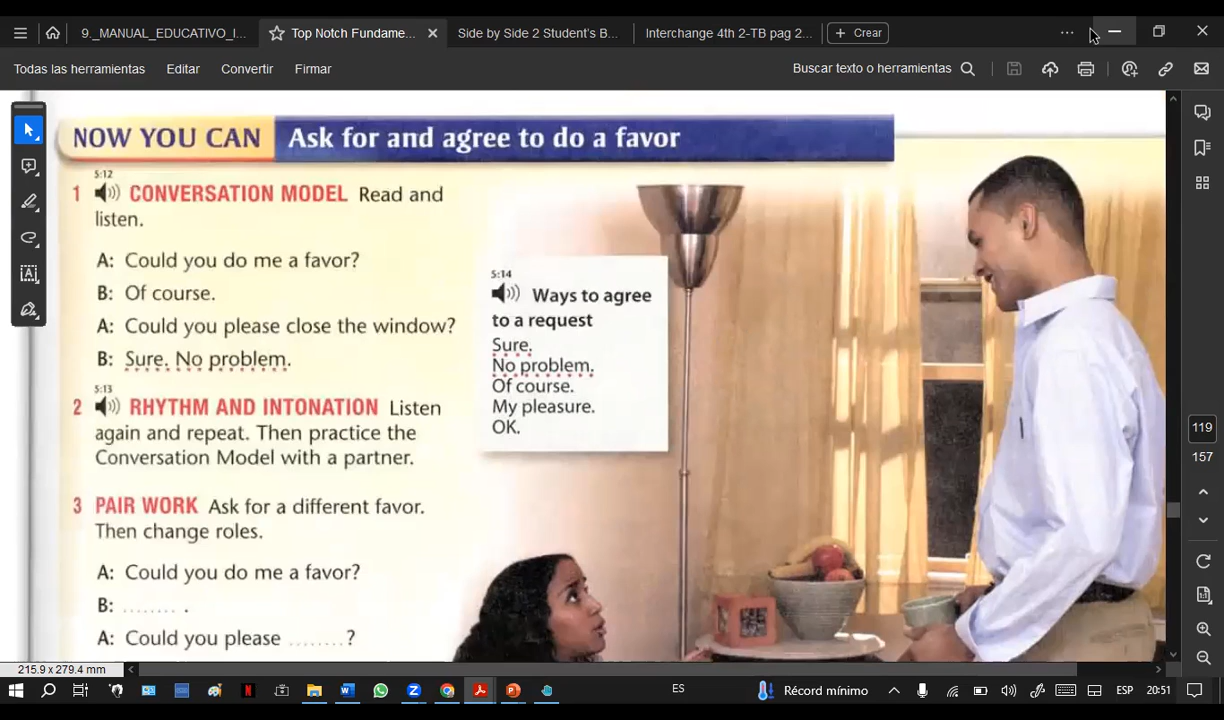 9._MANUAL_EDUCATIVO_I...
Top Notch Fundame...
Side by Side 2 Student's B...
Interchange 4th 2-TB pag 2...
Crear
Todas las herramientas
Editar
Convertir
Firmar
Buscar texto o herramientas
NOW YOU CAN Ask for and agree to do a favor
5:12
1 CONVERSATION MODEL Read and
listen.
A: Could you do me a favor?
B: Of course.
A: Could you please close the window?
B: Sure. No problem.
5:13
2 RHYTHM AND INTONATION Listen
again and repeat. Then practice the
Conversation Model with a partner.
3 PAIR WORK Ask for a different favor.
Then change roles.
A: Could you do me a favor?
B: ........ .
A: Could you please ........?
5:14
Ways to agree
to a request
Sure.
No problem.
Of course.
My pleasure.
OK.
119
157
215.9 x 279.4 mm
ES
Récord mínimo
ESP
20:51